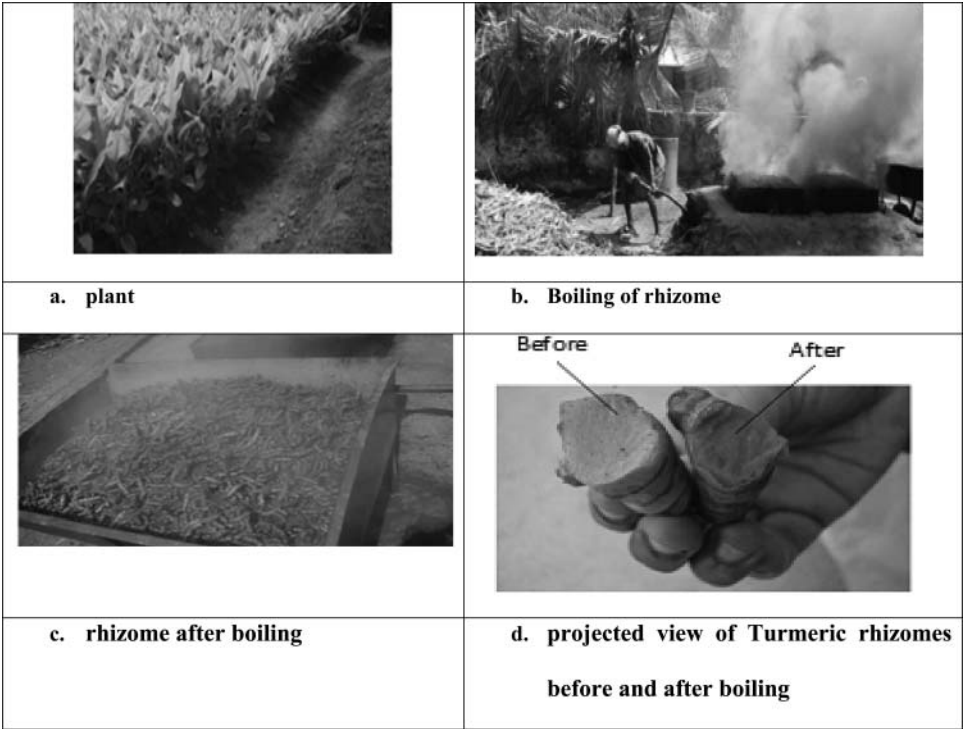 a. plant
b. Boiling of rhizome
Before
After
c. rhizome after boiling
d. projected view of Turmeric rhizomes
before and after boiling